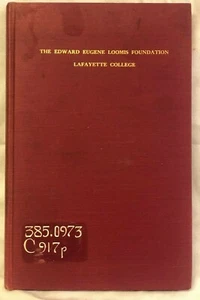 THE EDWARD EUGENE LOOMIS FOUNDATION
LAFAYETTE COLLEGE
385.0973
C917p